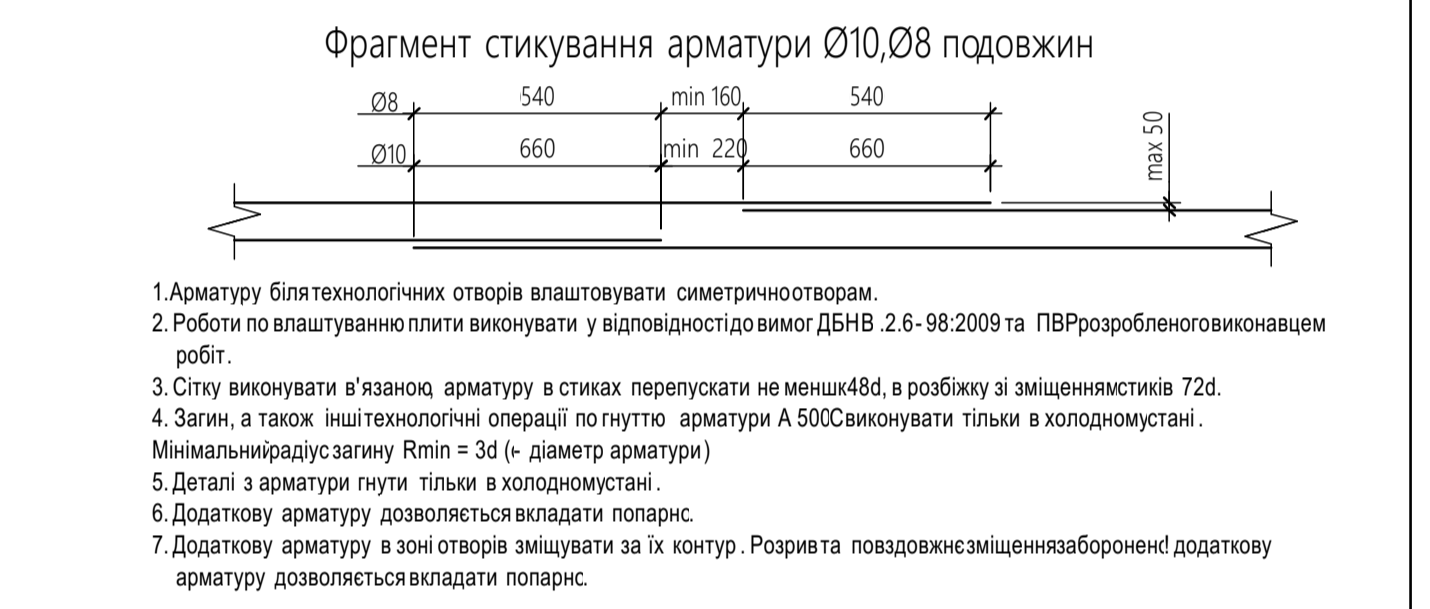 Фрагмент стикування арматури Ø10,Ø8 подовжин
Ø8 540 min 160 540
Ø10 660 min 220 660
max 50
1.Арматуру біля технологічних отворів влаштовувати симетрично отворам.
2. Роботи по влаштуванню плити виконувати у відповідності до вимог ДБН В .2.6- 98:2009 та ПВР розробленого виконавцем
робіт.
3. Сітку виконувати в'язаною, арматуру в стиках перепускати не менш 48d, в розбіжку зі зміщенням стиків 72d.
4. Загин, а також інші технологічні операції по гнуттю арматури А 500С виконувати тільки в холодному стані.
Мінімальний радіус загину Rmin = 3d (- діаметр арматури)
5. Деталі з арматури гнути тільки в холодному стані.
6. Додаткову арматуру дозволяється вкладати попарно.
7. Додаткову арматуру в зоні отворів зміщувати за їх контур. Розрив та повздовжнє зміщення заборонено! додаткову
арматуру дозволяється вкладати попарно.